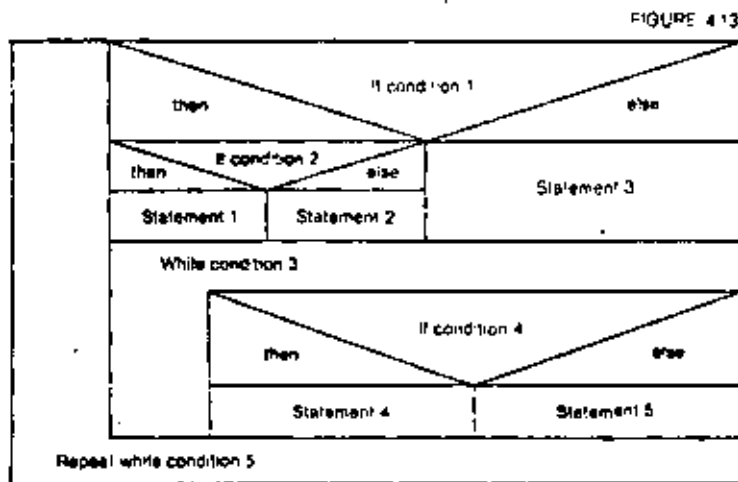 FIGURE 4.13
If condition 1
then
else
If condition 2
then
else
Statement 3
Statement 1
Statement 2
While condition 3
If condition 4
then
else
Statement 4
Statement 5
Repeat while condition 5